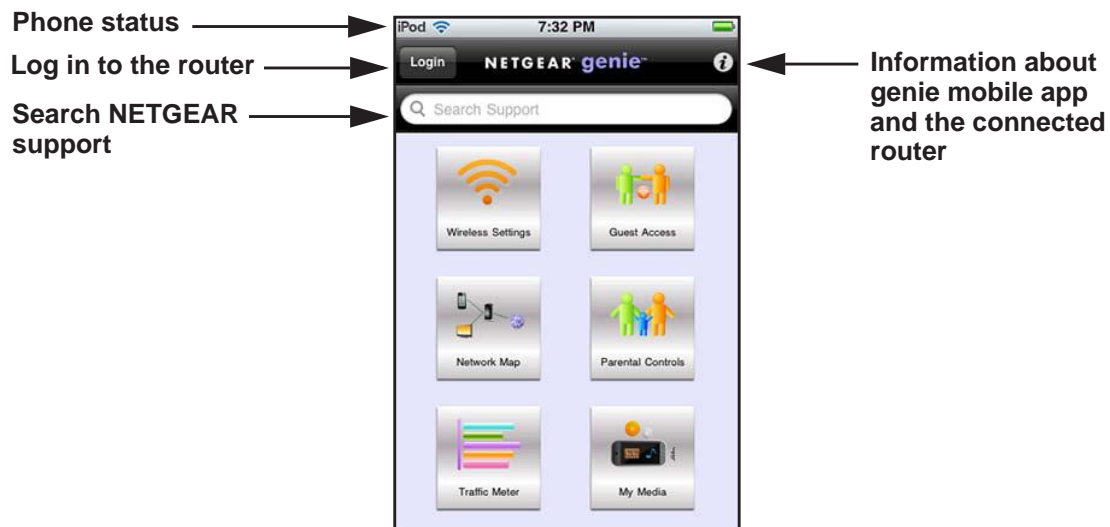 Phone status
Log in to the router
Search NETGEAR
support
iPod 7:32 PM
Login NETGEAR genie™
Search Support
Wireless Settings Guest Access
Network Map Parental Controls
Traffic Meter My Media
Information about
genie mobile app
and the connected
router